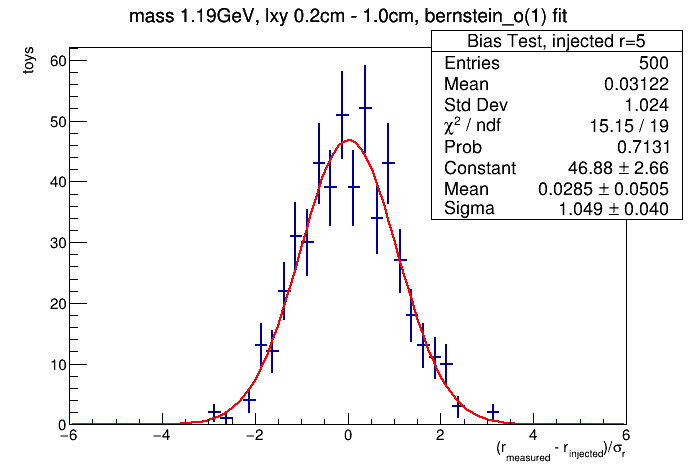 mass 1.19GeV, lxy 0.2cm - 1.0cm, bernstein_o(1) fit
Bias Test, injected r=5
Entries 500
Mean 0.03122
Std Dev 1.024
χ² / ndf 15.15 / 19
Prob 0.7131
Constant 46.88 ± 2.66
Mean 0.0285 ± 0.0505
Sigma 1.049 ± 0.040
toys
60
50
40
30
20
10
0
−6 −4 −2 0 2 4 6
(r_measured - r_injected)/σ_r